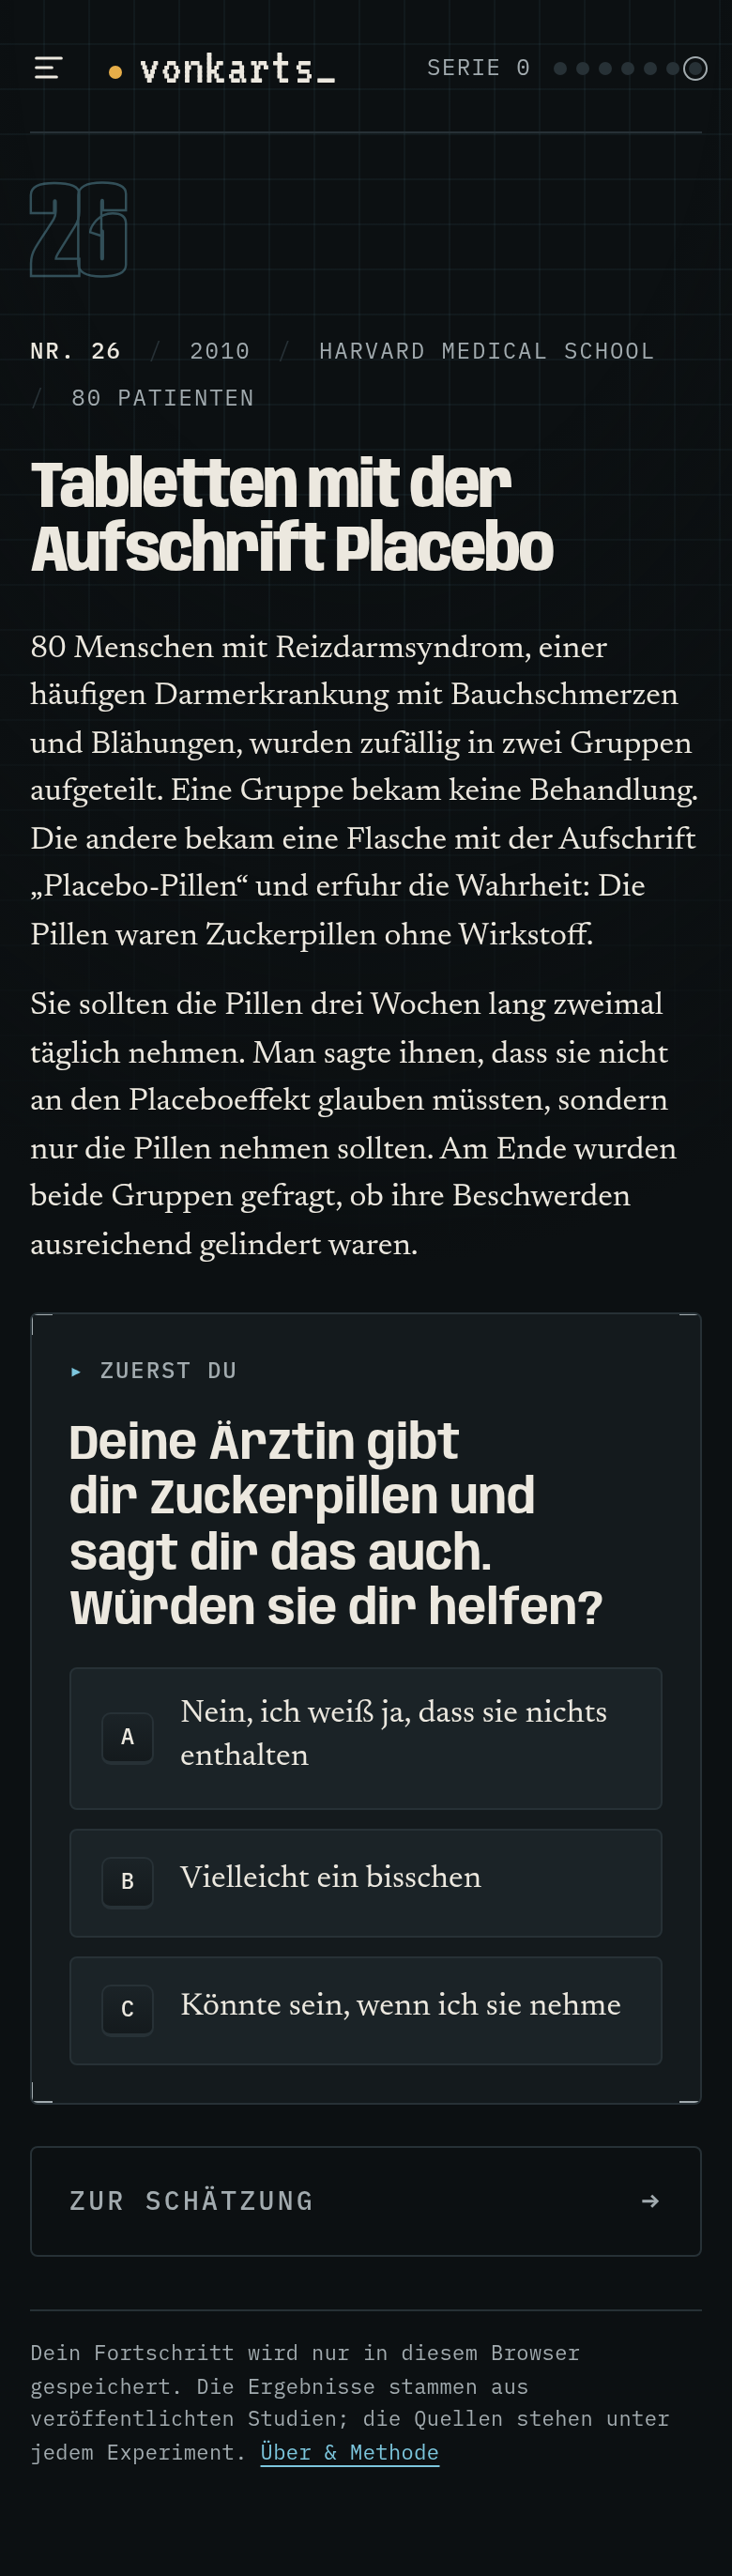 vonkarts_
SERIE 0
26
NR. 26 / 2010 / HARVARD MEDICAL SCHOOL
/ 80 PATIENTEN
Tabletten mit der
Aufschrift Placebo
80 Menschen mit Reizdarmsyndrom, einer
häufigen Darmerkrankung mit Bauchschmerzen
und Blähungen, wurden zufällig in zwei Gruppen
aufgeteilt. Eine Gruppe bekam keine Behandlung.
Die andere bekam eine Flasche mit der Aufschrift
„Placebo-Pillen“ und erfuhr die Wahrheit: Die
Pillen waren Zuckerpillen ohne Wirkstoff.
Sie sollten die Pillen drei Wochen lang zweimal
täglich nehmen. Man sagte ihnen, dass sie nicht
an den Placeboeffekt glauben müssten, sondern
nur die Pillen nehmen sollten. Am Ende wurden
beide Gruppen gefragt, ob ihre Beschwerden
ausreichend gelindert waren.
▸ ZUERST DU
Deine Ärztin gibt
dir Zuckerpillen und
sagt dir das auch.
Würden sie dir helfen?
A Nein, ich weiß ja, dass sie nichts
enthalten
B Vielleicht ein bisschen
C Könnte sein, wenn ich sie nehme
ZUR SCHÄTZUNG →
Dein Fortschritt wird nur in diesem Browser
gespeichert. Die Ergebnisse stammen aus
veröffentlichten Studien; die Quellen stehen unter
jedem Experiment. Über & Methode